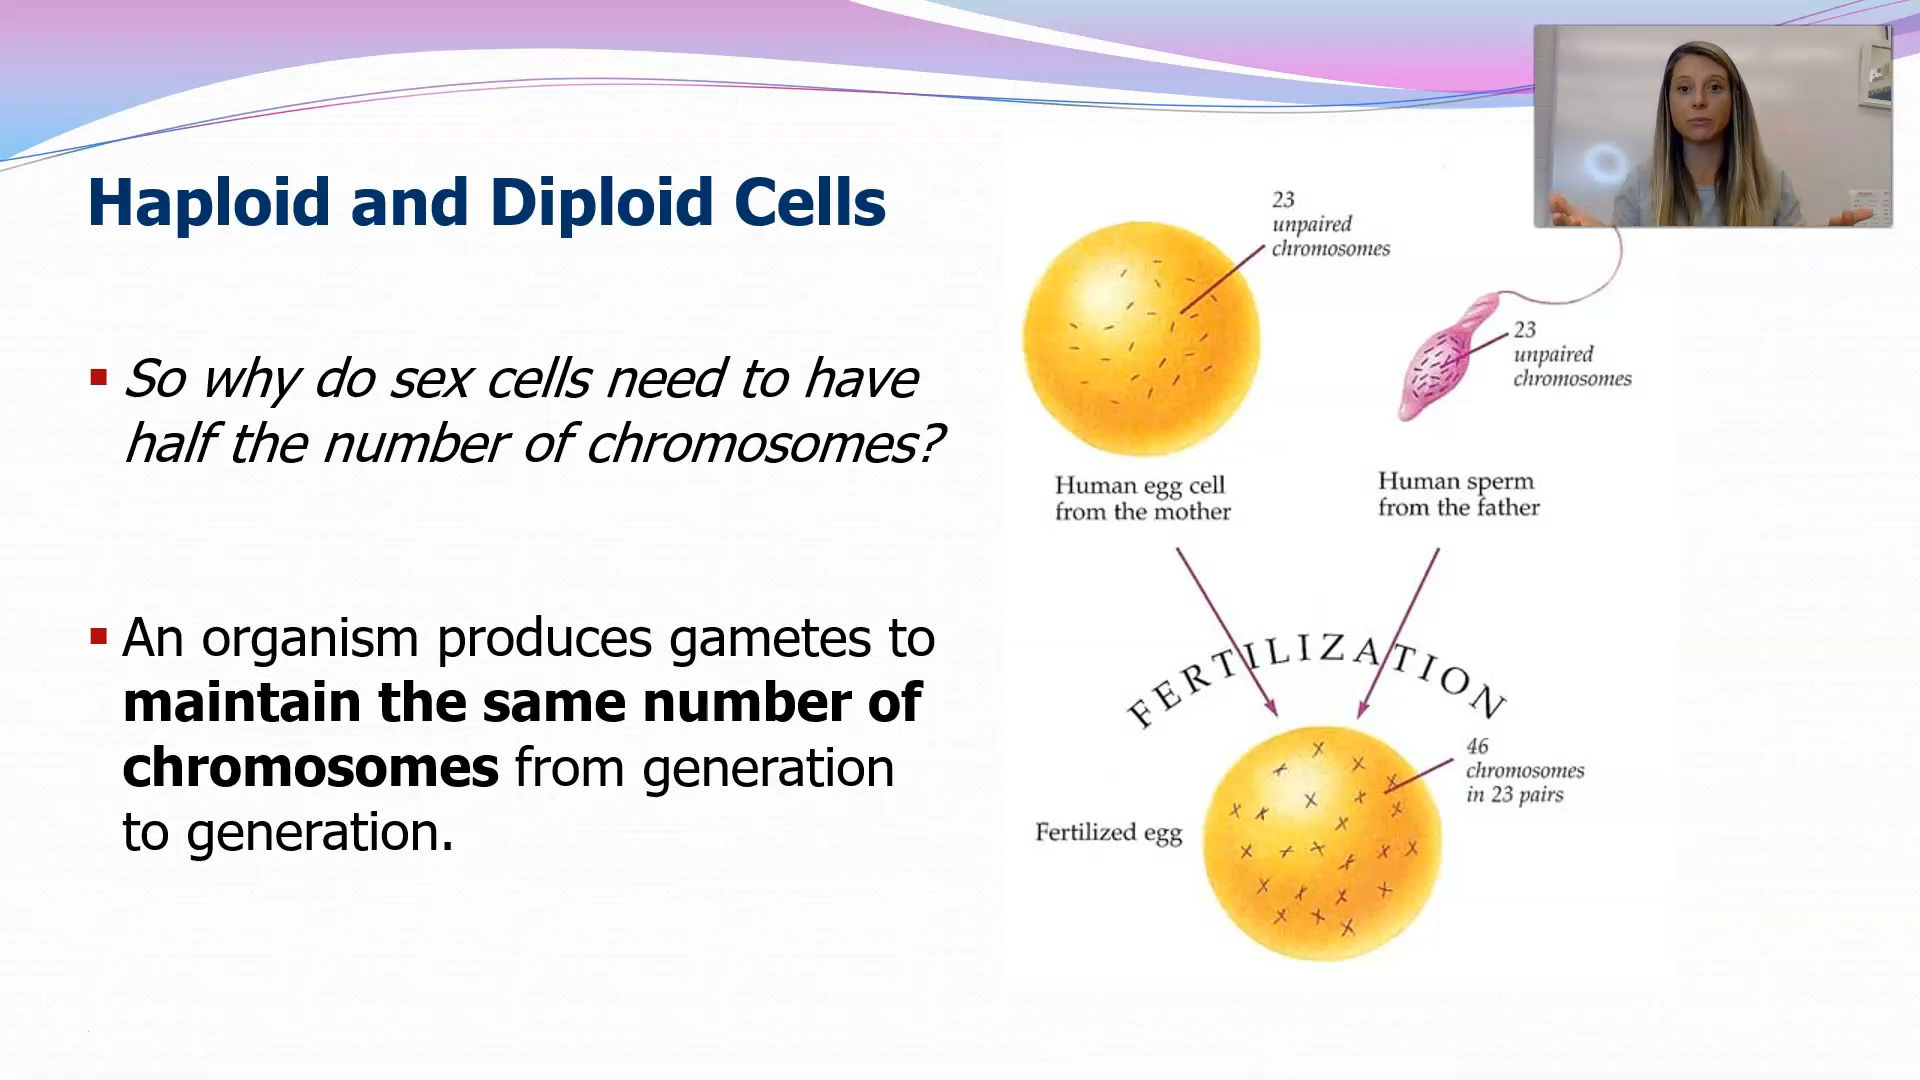 Haploid and Diploid Cells
So why do sex cells need to have
half the number of chromosomes?
An organism produces gametes to
maintain the same number of
chromosomes from generation
to generation.
23
unpaired
chromosomes
23
unpaired
chromosomes
Human egg cell
from the mother
Human sperm
from the father
FERTILIZATION
46
chromosomes
in 23 pairs
Fertilized egg